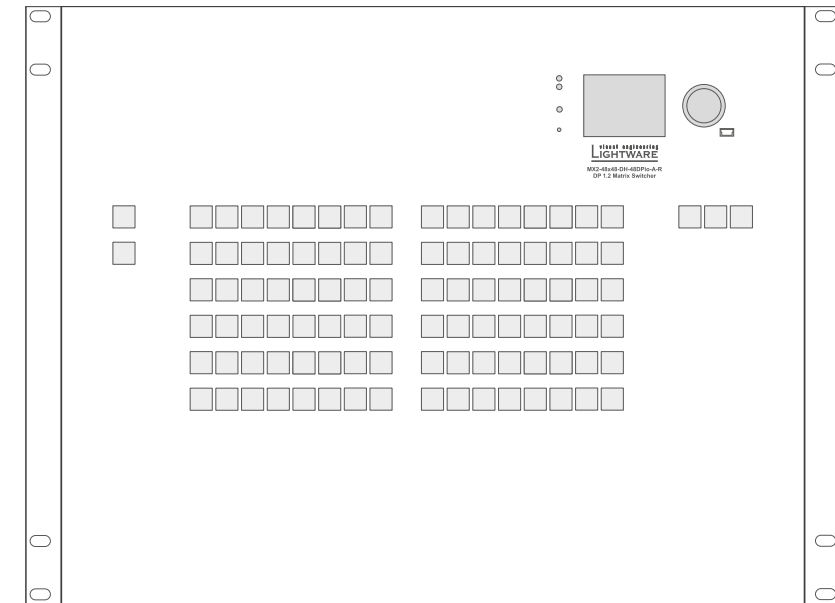 visual engineering
LIGHTWARE
MX2-48x48-DH-48DPio-A-R
DP 1.2 Matrix Switcher